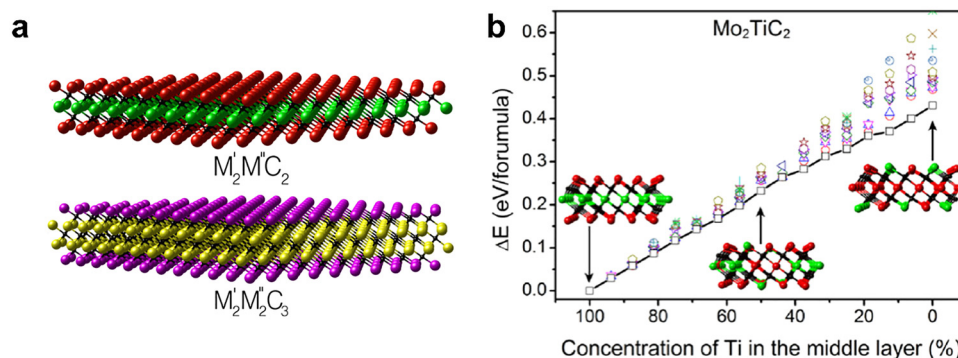 a
M'₂M"C₂
M'₂M"₂C₃
b
Mo₂TiC₂
ΔE (eV/forumula)
0.6
0.5
0.4
0.3
0.2
0.1
0.0
100
80
60
40
20
0
Concentration of Ti in the middle layer (%)